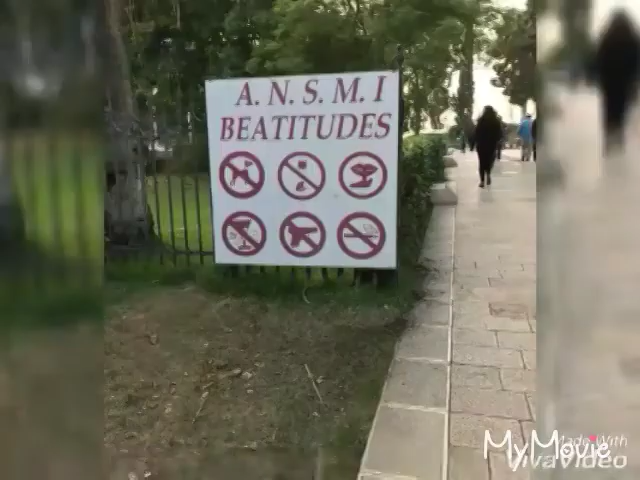 A. N. S. M. I
BEATITUDES
Made With
MyMovie
VivaVideo